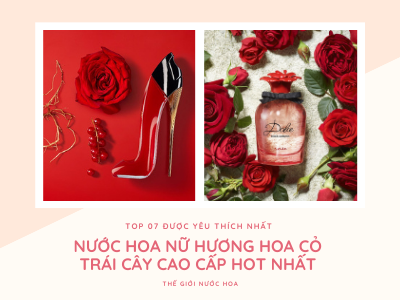 Dolce
TOP 07 ĐƯỢC YÊU THÍCH NHẤT
NƯỚC HOA NỮ HƯƠNG HOA CỎ
TRÁI CÂY CAO CẤP HOT NHẤT
THẾ GIỚI NƯỚC HOA